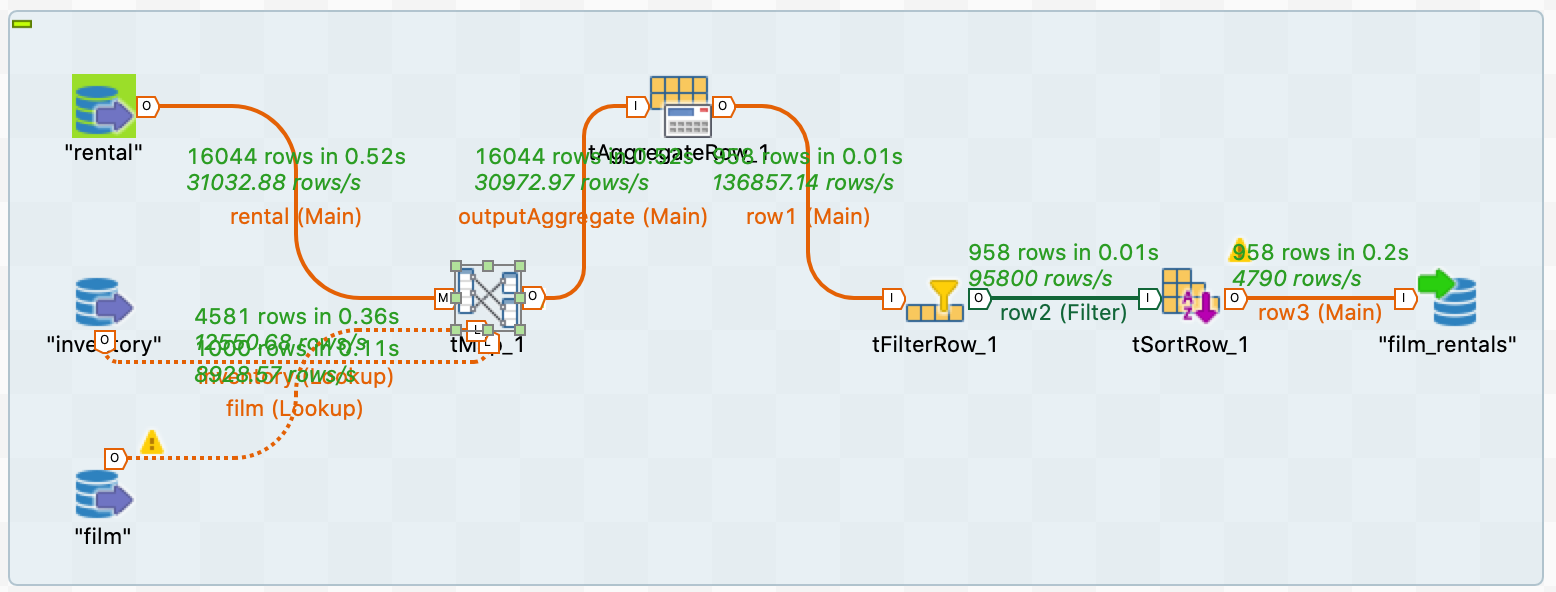 O
"rental"
16044 rows in 0.52s
31032.88 rows/s
rental (Main)
16044 rows in 0.52s
30972.97 rows/s
outputAggregate (Main)
I
O
tAggregateRow_1
958 rows in 0.01s
136857.14 rows/s
row1 (Main)
"inventory"
O
4581 rows in 0.36s
12550.68 rows/s
1000 rows in 0.11s
8928.57 rows/s
inventory (Lookup)
film (Lookup)
M
O
L
L
tMap_1
I
O
tFilterRow_1
958 rows in 0.01s
95800 rows/s
row2 (Filter)
I
O
tSortRow_1
958 rows in 0.2s
4790 rows/s
row3 (Main)
I
"film_rentals"
O
"film"